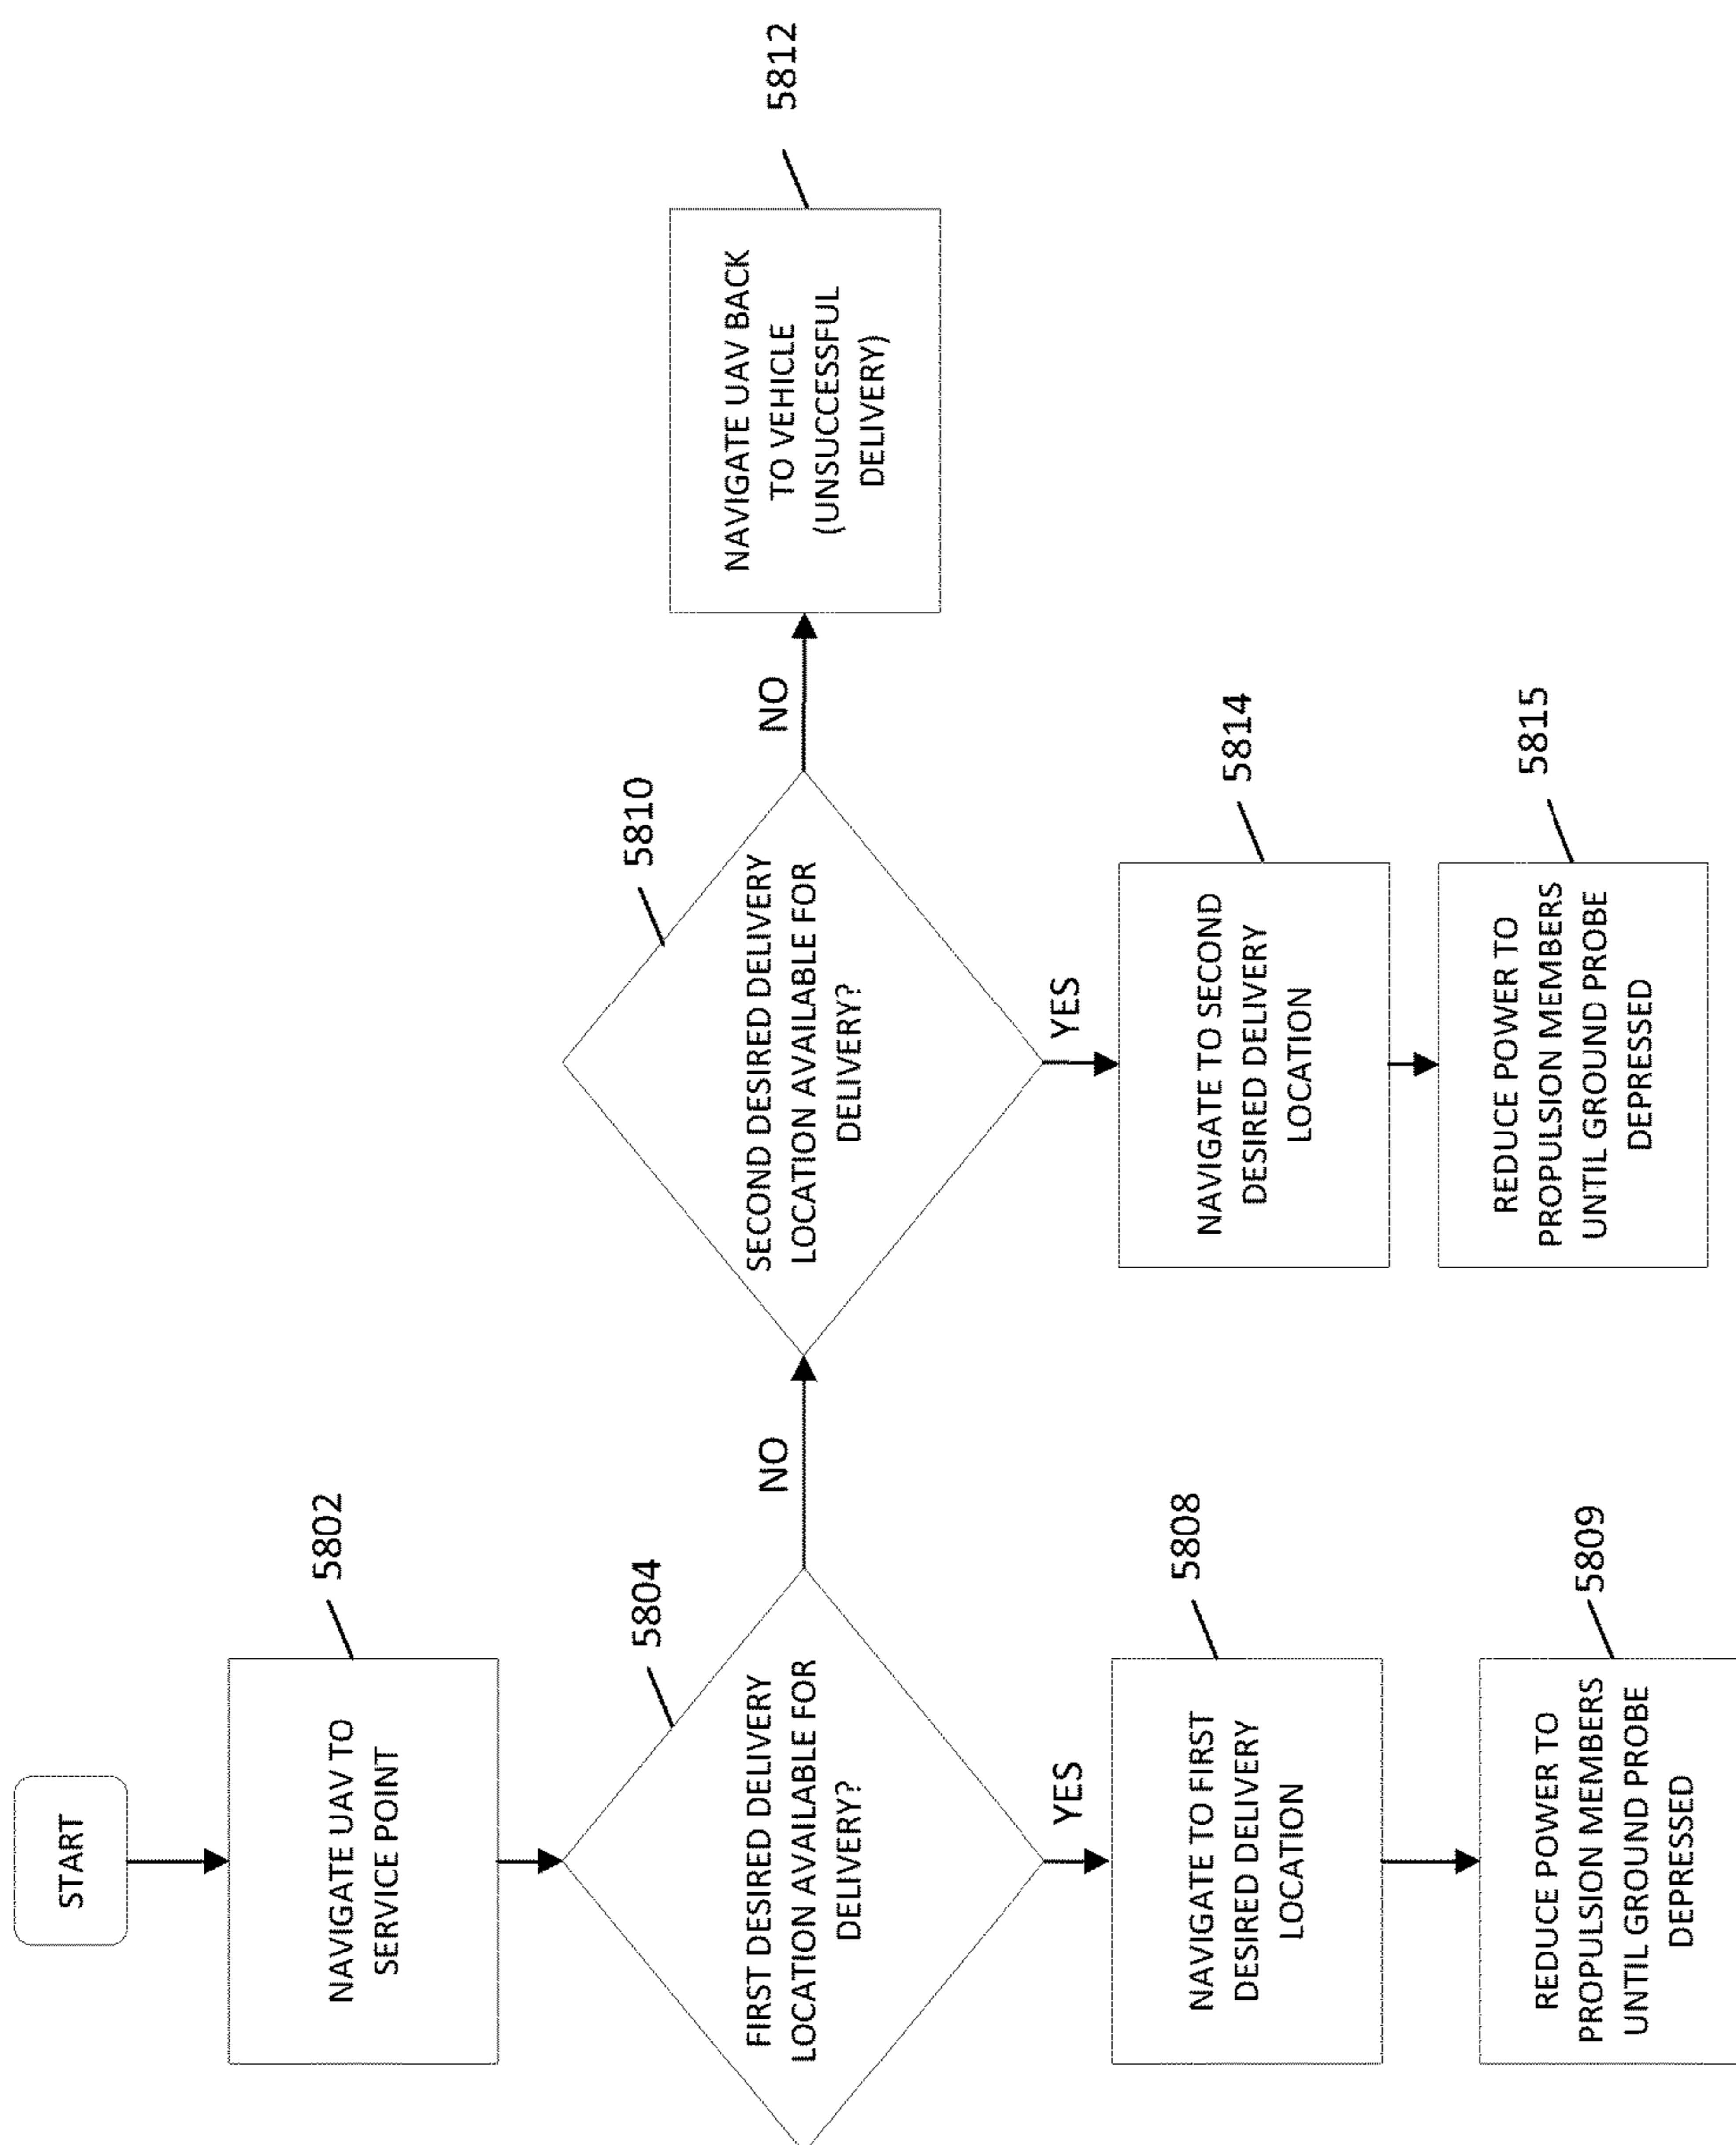 START
NAVIGATE UAV TO
SERVICE POINT
5802
FIRST DESIRED DELIVERY
LOCATION AVAILABLE FOR
DELIVERY?
5804
YES
NO
NAVIGATE TO FIRST
DESIRED DELIVERY
LOCATION
5808
REDUCE POWER TO
PROPULSION MEMBERS
UNTIL GROUND PROBE
DEPRESSED
5809
SECOND DESIRED DELIVERY
LOCATION AVAILABLE FOR
DELIVERY?
5810
YES
NO
NAVIGATE TO SECOND
DESIRED DELIVERY
LOCATION
5814
REDUCE POWER TO
PROPULSION MEMBERS
UNTIL GROUND PROBE
DEPRESSED
5815
NAVIGATE UAV BACK
TO VEHICLE
(UNSUCCESSFUL
DELIVERY)
5812